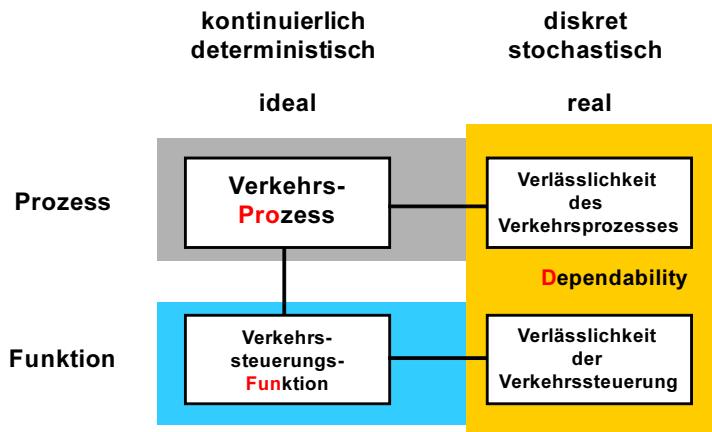 kontinuierlich
deterministisch
diskret
stochastisch
ideal
real
Prozess
Verkehrs-
Prozess
Verlässlichkeit
des
Verkehrsprozesses
Dependability
Funktion
Verkehrs-
steuerungs-
Funktion
Verlässlichkeit
der
Verkehrssteuerung